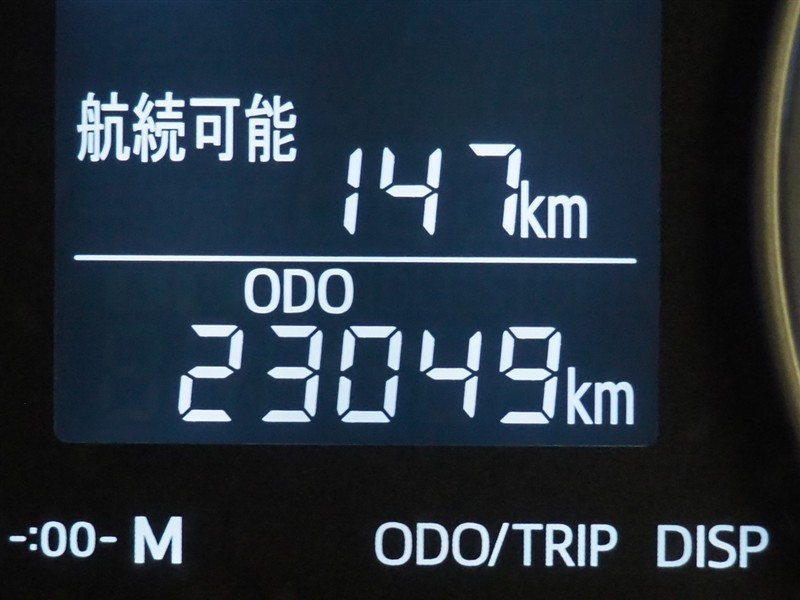 航続可能
147km
ODO
23049km
-:00- M ODO/TRIP DISP